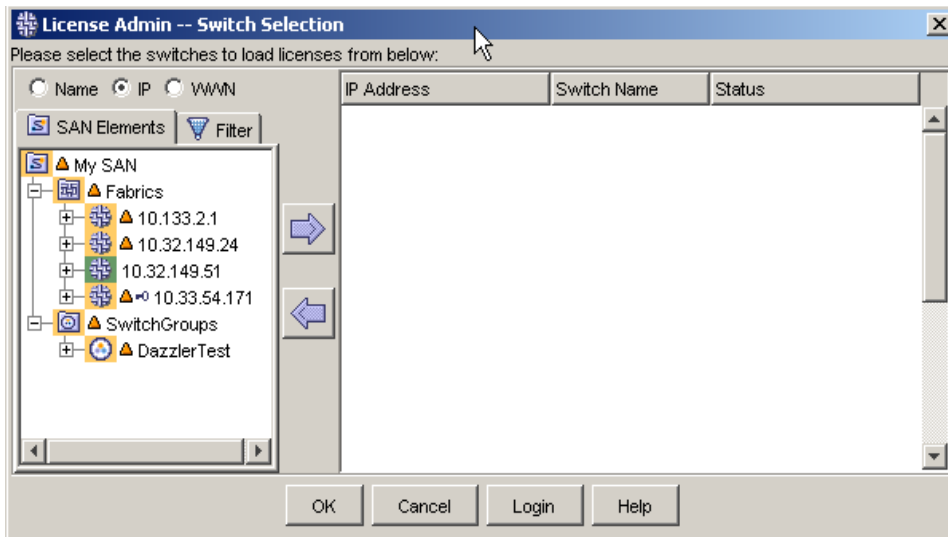 License Admin -- Switch Selection
Please select the switches to load licenses from below:
Name IP WWN
IP Address Switch Name Status
SAN Elements Filter
My SAN
Fabrics
10.133.2.1
10.32.149.24
10.32.149.51
10.33.54.171
SwitchGroups
DazzlerTest
OK Cancel Login Help